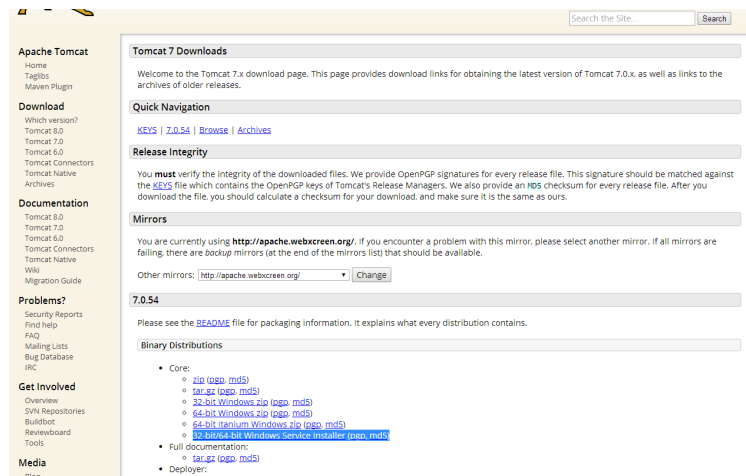 Search the Site...
Search
Apache Tomcat
Home
Taglibs
Maven Plugin
Download
Which version?
Tomcat 8.0
Tomcat 7.0
Tomcat 6.0
Tomcat Connectors
Tomcat Native
Archives
Documentation
Tomcat 8.0
Tomcat 7.0
Tomcat 6.0
Tomcat Connectors
Tomcat Native
Wiki
Migration Guide
Problems?
Security Reports
Find help
FAQ
Mailing Lists
Bug Database
IRC
Get Involved
Overview
SVN Repositories
Buildbot
Reviewboard
Tools
Media
Tomcat 7 Downloads
Welcome to the Tomcat 7.x download page. This page provides download links for obtaining the latest version of Tomcat 7.0.x, as well as links to the
archives of older releases.
Quick Navigation
KEYS | 7.0.54 | Browse | Archives
Release Integrity
You must verify the integrity of the downloaded files. We provide OpenPGP signatures for every release file. This signature should be matched against
the KEYS file which contains the OpenPGP keys of Tomcat's Release Managers. We also provide an MD5 checksum for every release file. After you
download the file, you should calculate a checksum for your download, and make sure it is the same as ours.
Mirrors
You are currently using http://apache.webxcreen.org/. If you encounter a problem with this mirror, please select another mirror. If all mirrors are
failing, there are backup mirrors (at the end of the mirrors list) that should be available.
Other mirrors: http://apache.webxcreen.org/ Change
7.0.54
Please see the README file for packaging information. It explains what every distribution contains.
Binary Distributions
• Core:
○ zip (pgp, md5)
○ tar.gz (pgp, md5)
○ 32-bit Windows zip (pgp, md5)
○ 64-bit Windows zip (pgp, md5)
○ 64-bit Itanium Windows zip (pgp, md5)
○ 32-bit/64-bit Windows Service Installer (pgp, md5)
• Full documentation:
○ tar.gz (pgp, md5)
• Deployer: